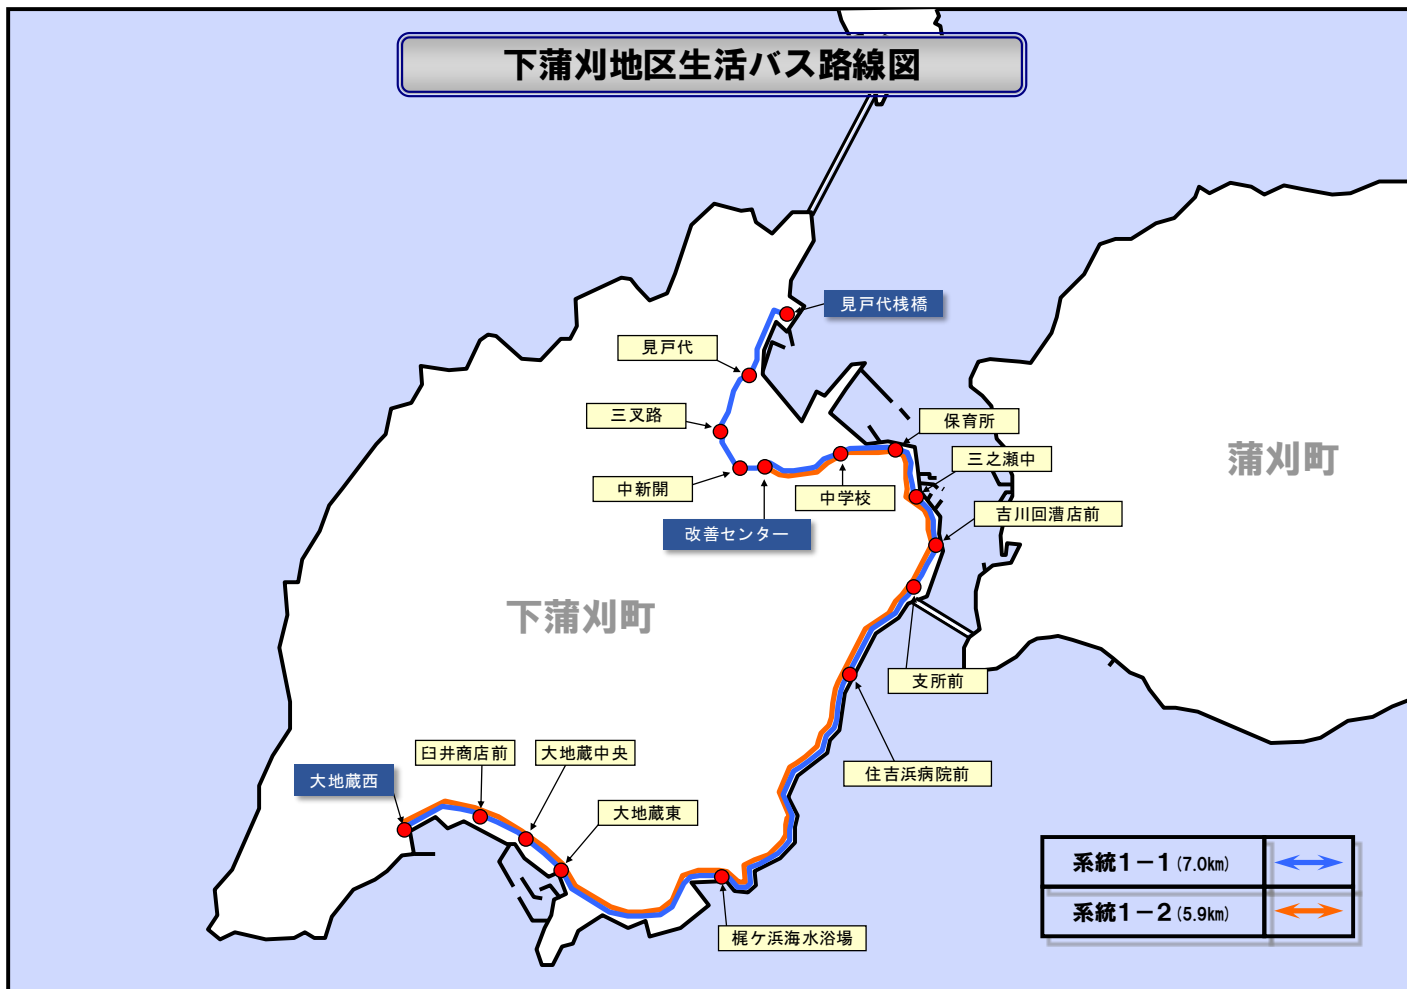 下蒲刈地区生活バス路線図
見戸代桟橋
見戸代
三叉路
保育所
三之瀬中
蒲刈町
中新開
中学校
吉川回漕店前
改善センター
下蒲刈町
支所前
臼井商店前
大地蔵中央
住吉浜病院前
大地蔵西
大地蔵東
梶ケ浜海水浴場
系統1-1(7.0km)
系統1-2(5.9km)